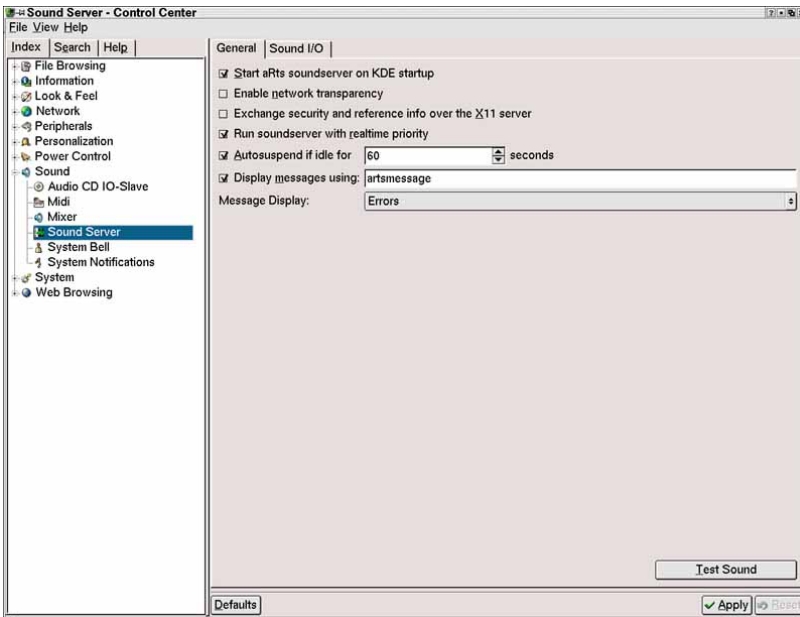 Sound Server - Control Center
File View Help
Index Search Help
File Browsing
Information
Look & Feel
Network
Peripherals
Personalization
Power Control
Sound
Audio CD IO-Slave
Midi
Mixer
Sound Server
System Bell
System Notifications
System
Web Browsing
General Sound I/O
Start aRts soundserver on KDE startup
Enable network transparency
Exchange security and reference info over the X11 server
Run soundserver with realtime priority
Autosuspend if idle for 60 seconds
Display messages using: artsmessage
Message Display: Errors
Test Sound
Defaults Apply Reset